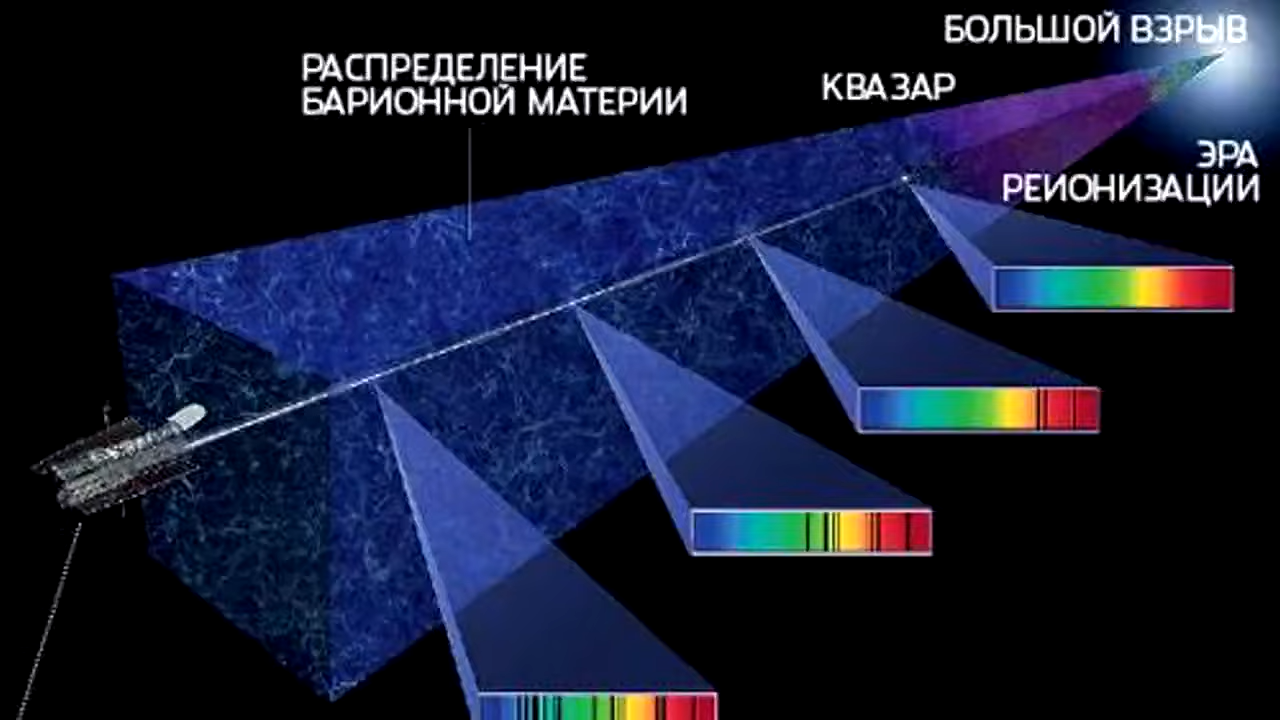 БОЛЬШОЙ ВЗРЫВ
РАСПРЕДЕЛЕНИЕ
БАРИОННОЙ МАТЕРИИ
КВАЗАР
ЭРА
РЕИОНИЗАЦИИ